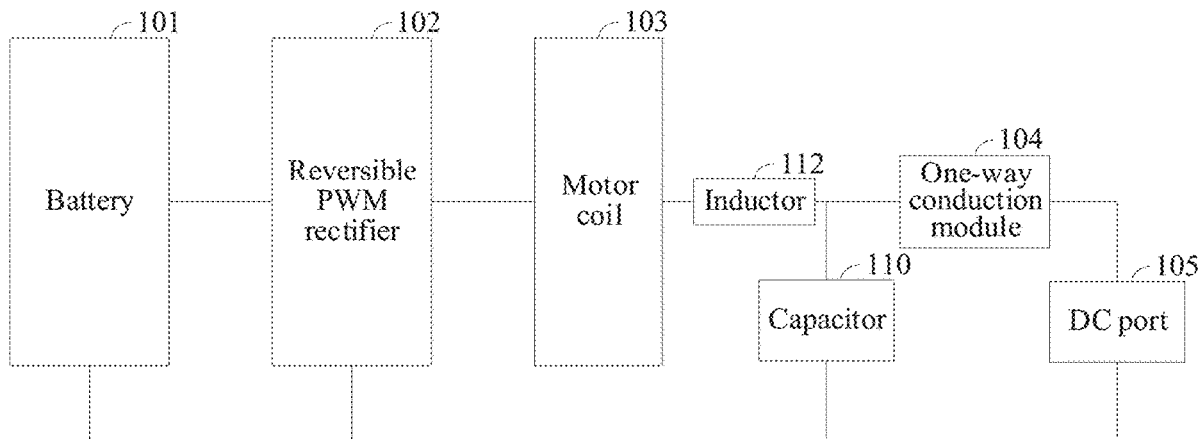 101
102
103
Battery
Reversible
PWM
rectifier
Motor
coil
112
Inductor
104
One-way
conduction
module
110
Capacitor
105
DC port